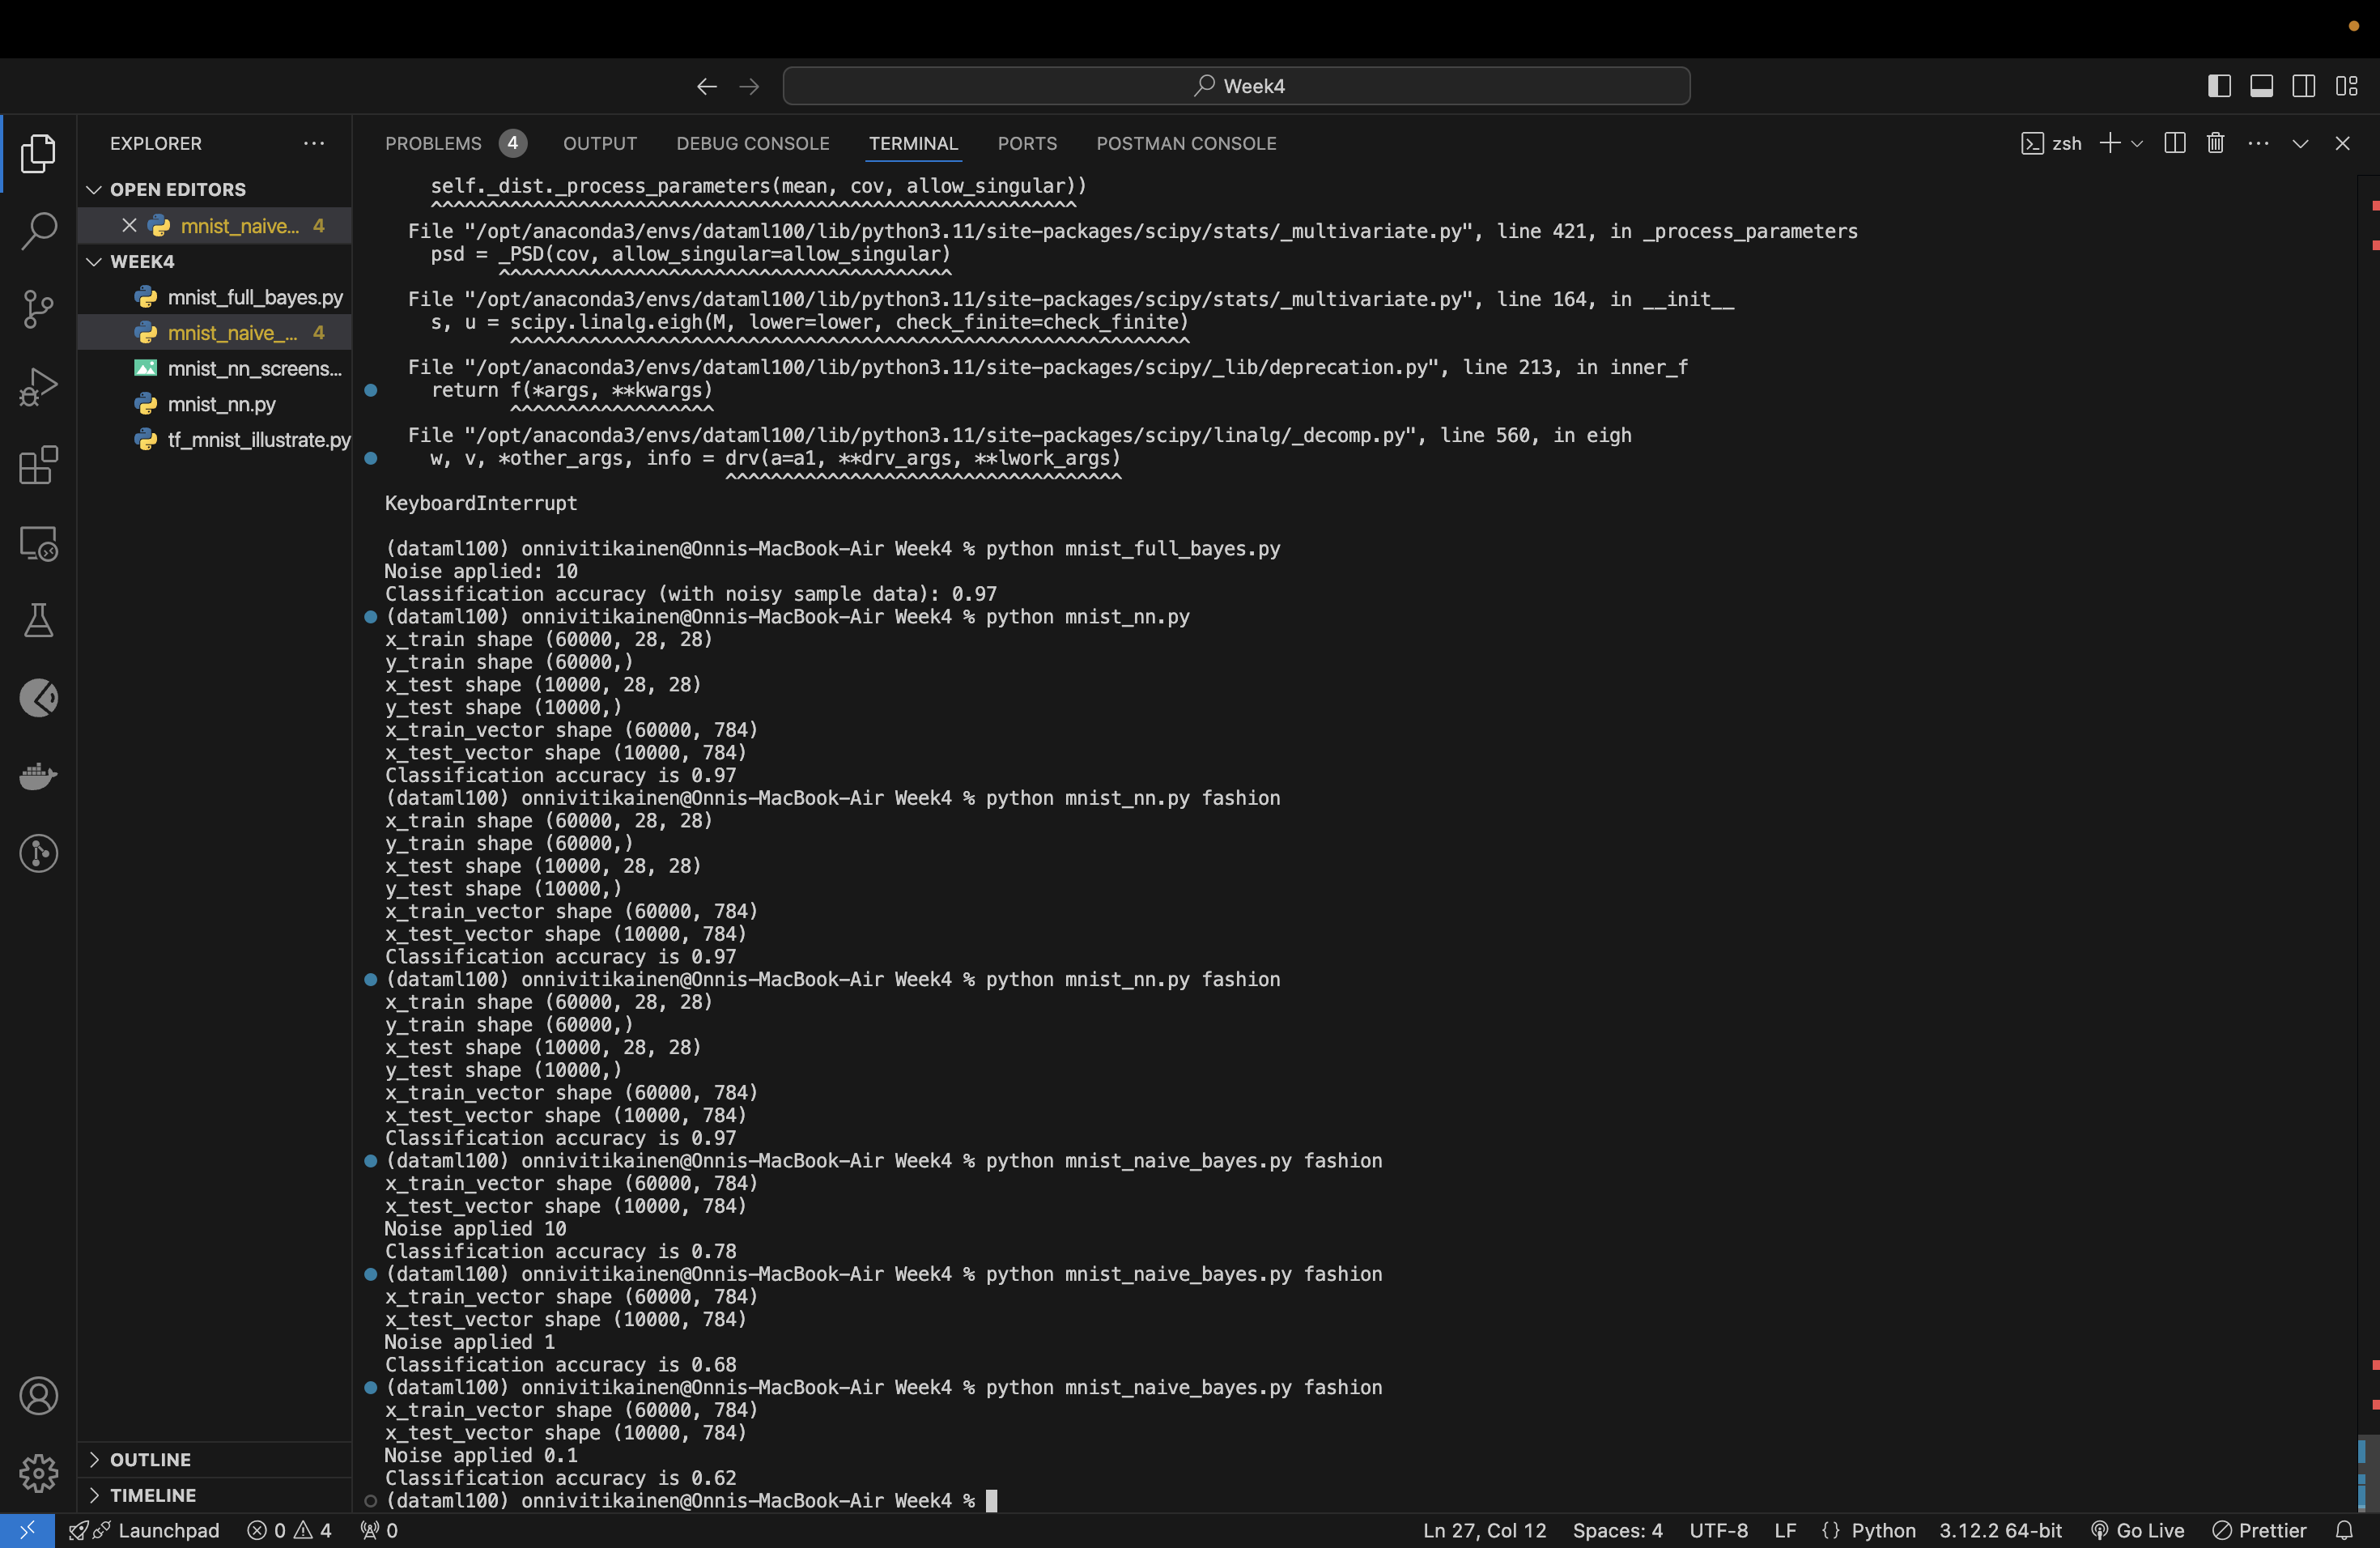 Week4
EXPLORER
OPEN EDITORS
mnist_naive... 4
WEEK4
mnist_full_bayes.py
mnist_naive_... 4
mnist_nn_screens...
mnist_nn.py
tf_mnist_illustrate.py
OUTLINE
TIMELINE
PROBLEMS 4 OUTPUT DEBUG CONSOLE TERMINAL PORTS POSTMAN CONSOLE
zsh
self._dist._process_parameters(mean, cov, allow_singular))
^^^^^^^^^^^^^^^^^^^^^^^^^^^^^^^^^^^^^^^^^^^^^^^^^^^^^^^^^
File "/opt/anaconda3/envs/dataml100/lib/python3.11/site-packages/scipy/stats/_multivariate.py", line 421, in _process_parameters
psd = _PSD(cov, allow_singular=allow_singular)
^^^^^^^^^^^^^^^^^^^^^^^^^^^^^^^^^^^^^^^^
File "/opt/anaconda3/envs/dataml100/lib/python3.11/site-packages/scipy/stats/_multivariate.py", line 164, in __init__
s, u = scipy.linalg.eigh(M, lower=lower, check_finite=check_finite)
^^^^^^^^^^^^^^^^^^^^^^^^^^^^^^^^^^^^^^^^^^^^^^^^^^^^^^^^^^^^
File "/opt/anaconda3/envs/dataml100/lib/python3.11/site-packages/scipy/_lib/deprecation.py", line 213, in inner_f
return f(*args, **kwargs)
^^^^^^^^^^^^^^^^^^
File "/opt/anaconda3/envs/dataml100/lib/python3.11/site-packages/scipy/linalg/_decomp.py", line 560, in eigh
w, v, *other_args, info = drv(a=a1, **drv_args, **lwork_args)
^^^^^^^^^^^^^^^^^^^^^^^^^^^^^^^^^^^
KeyboardInterrupt
(dataml100) onnivitikainen@Onnis-MacBook-Air Week4 % python mnist_full_bayes.py
Noise applied: 10
Classification accuracy (with noisy sample data): 0.97
(dataml100) onnivitikainen@Onnis-MacBook-Air Week4 % python mnist_nn.py
x_train shape (60000, 28, 28)
y_train shape (60000,)
x_test shape (10000, 28, 28)
y_test shape (10000,)
x_train_vector shape (60000, 784)
x_test_vector shape (10000, 784)
Classification accuracy is 0.97
(dataml100) onnivitikainen@Onnis-MacBook-Air Week4 % python mnist_nn.py fashion
x_train shape (60000, 28, 28)
y_train shape (60000,)
x_test shape (10000, 28, 28)
y_test shape (10000,)
x_train_vector shape (60000, 784)
x_test_vector shape (10000, 784)
Classification accuracy is 0.97
(dataml100) onnivitikainen@Onnis-MacBook-Air Week4 % python mnist_nn.py fashion
x_train shape (60000, 28, 28)
y_train shape (60000,)
x_test shape (10000, 28, 28)
y_test shape (10000,)
x_train_vector shape (60000, 784)
x_test_vector shape (10000, 784)
Classification accuracy is 0.97
(dataml100) onnivitikainen@Onnis-MacBook-Air Week4 % python mnist_naive_bayes.py fashion
x_train_vector shape (60000, 784)
x_test_vector shape (10000, 784)
Noise applied 10
Classification accuracy is 0.78
(dataml100) onnivitikainen@Onnis-MacBook-Air Week4 % python mnist_naive_bayes.py fashion
x_train_vector shape (60000, 784)
x_test_vector shape (10000, 784)
Noise applied 1
Classification accuracy is 0.68
(dataml100) onnivitikainen@Onnis-MacBook-Air Week4 % python mnist_naive_bayes.py fashion
x_train_vector shape (60000, 784)
x_test_vector shape (10000, 784)
Noise applied 0.1
Classification accuracy is 0.62
(dataml100) onnivitikainen@Onnis-MacBook-Air Week4 %
Launchpad 0 4 0 Ln 27, Col 12 Spaces: 4 UTF-8 LF {} Python 3.12.2 64-bit Go Live Prettier